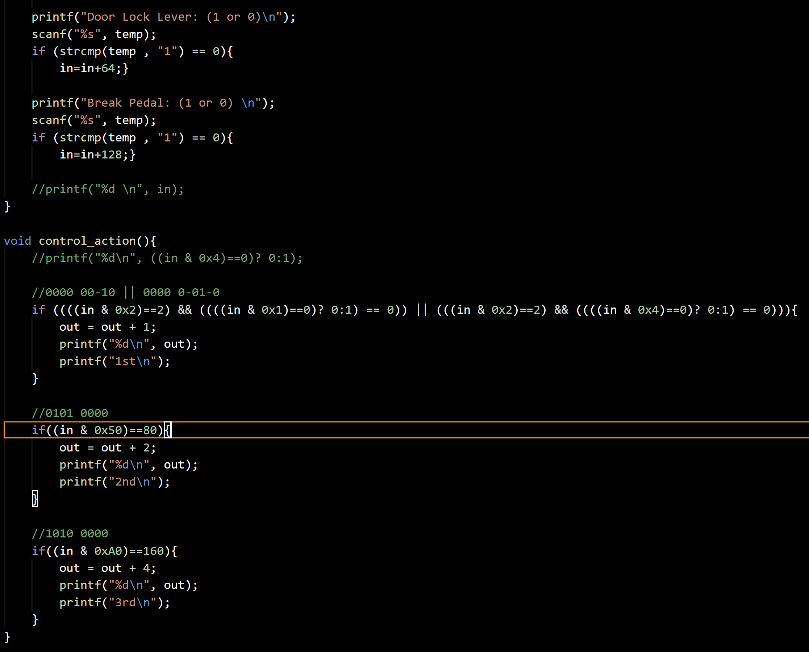 printf("Door Lock Lever: (1 or 0)\n");
scanf("%s", temp);
if (strcmp(temp , "1") == 0){
in=in+64;}
printf("Break Pedal: (1 or 0) \n");
scanf("%s", temp);
if (strcmp(temp , "1") == 0){
in=in+128;}
//printf("%d \n", in);
}
void control_action(){
//printf("%d\n", ((in & 0x4)==0)? 0:1);
//0000 00-10 || 0000 0-01-0
if ((((in & 0x2)==2) && ((((in & 0x1)==0)? 0:1) == 0)) || (((in & 0x2)==2) && ((((in & 0x4)==0)? 0:1) == 0))){
out = out + 1;
printf("%d\n", out);
printf("1st\n");
}
//0101 0000
if((in & 0x50)==80){
out = out + 2;
printf("%d\n", out);
printf("2nd\n");
}
//1010 0000
if((in & 0xA0)==160){
out = out + 4;
printf("%d\n", out);
printf("3rd\n");
}
}